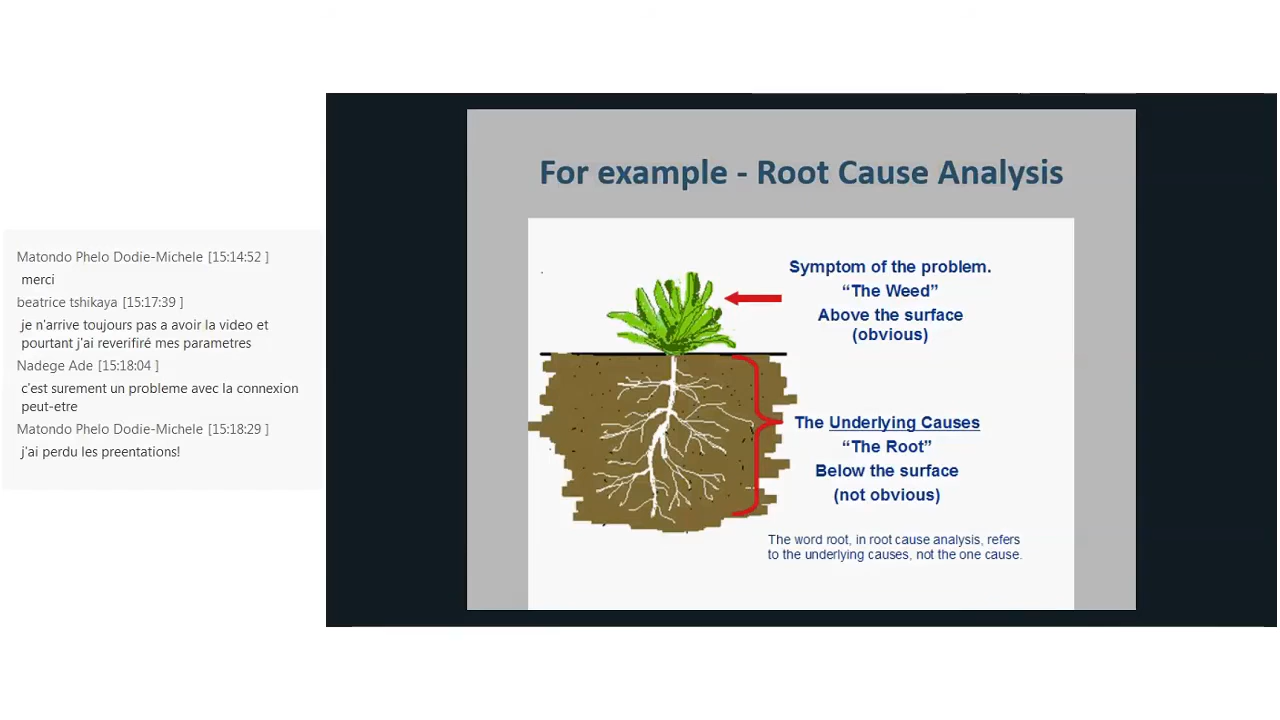 Matondo Phelo Dodie-Michele [15:14:52 ]
merci
beatrice tshikaya [15:17:39 ]
je n'arrive toujours pas a avoir la video et
pourtant j'ai reverifiré mes parametres
Nadege Ade [15:18:04 ]
c'est surement un probleme avec la connexion
peut-etre
Matondo Phelo Dodie-Michele [15:18:29 ]
j'ai perdu les preentations!
For example - Root Cause Analysis
Symptom of the problem.
“The Weed”
Above the surface
(obvious)
The Underlying Causes
“The Root”
Below the surface
(not obvious)
The word root, in root cause analysis, refers
to the underlying causes, not the one cause.